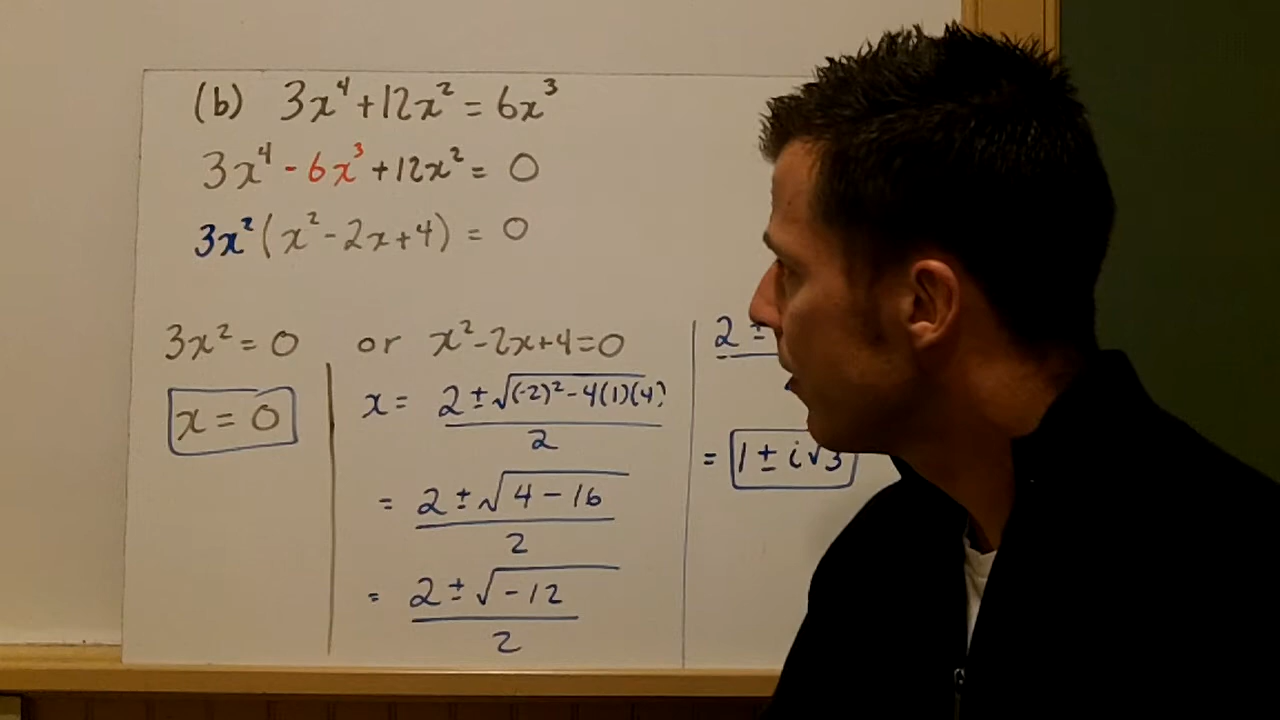 (b) 3x⁴ + 12x² = 6x³
3x⁴ - 6x³ + 12x² = 0
3x² (x² - 2x + 4) = 0
3x² = 0 or x² - 2x + 4 = 0
x = 0
x = 2 ± √(-2)² - 4(1)(4)
2
= 2 ± √4 - 16
2
= 2 ± √-12
2
2 ±
= 1 ± i√3